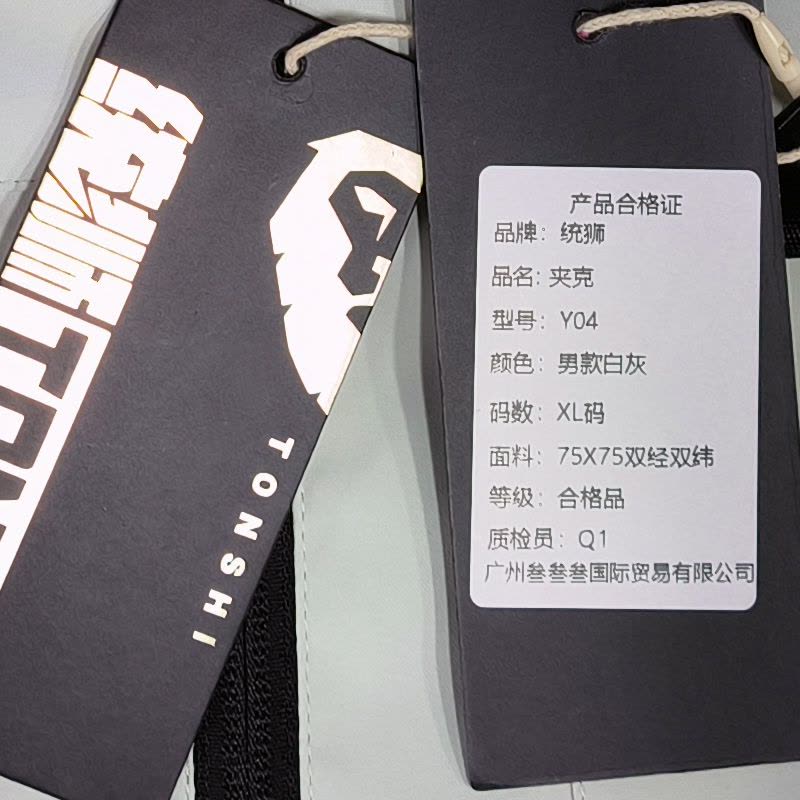 统狮
TONSHI
产品合格证
品牌：统狮
品名：夹克
型号：Y04
颜色：男款白灰
码数：XL码
面料：75X75双经双纬
等级：合格品
质检员：Q1
广州叁叁叁国际贸易有限公司